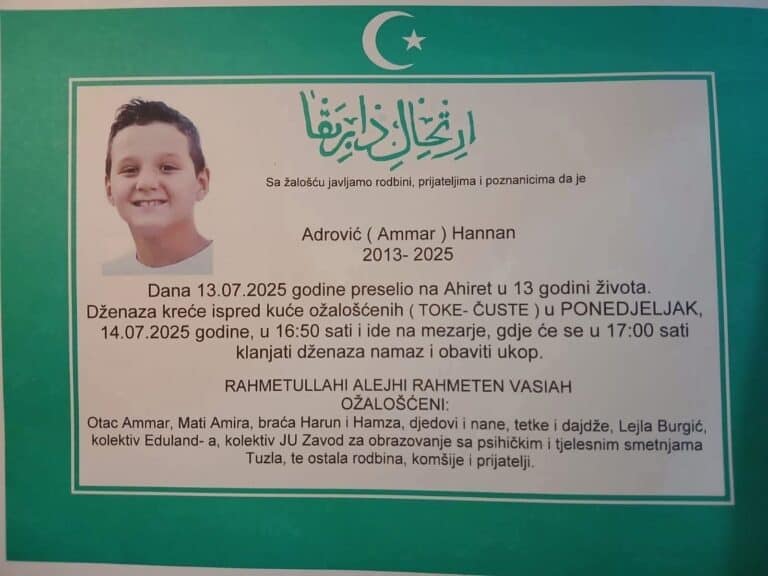 ارتحال دار بقا
Sa žalošću javljamo rodbini, prijateljima i poznanicima da je
Adrović ( Ammar ) Hannan
2013- 2025
Dana 13.07.2025 godine preselio na Ahiret u 13 godini života.
Dženaza kreće ispred kuće ožalošćenih ( TOKE- ČUSTE ) u PONEDJELJAK,
14.07.2025 godine, u 16:50 sati i ide na mezarje, gdje će se u 17:00 sati
klanjati dženaza namaz i obaviti ukop.
RAHMETULLAHI ALEJHI RAHMETEN VASIAH
OŽALOŠĆENI:
Otac Ammar, Mati Amira, braća Harun i Hamza, djedovi i nane, tetke i dajdže, Lejla Burgić,
kolektiv Eduland- a, kolektiv JU Zavod za obrazovanje sa psihičkim i tjelesnim smetnjama
Tuzla, te ostala rodbina, komšije i prijatelji.